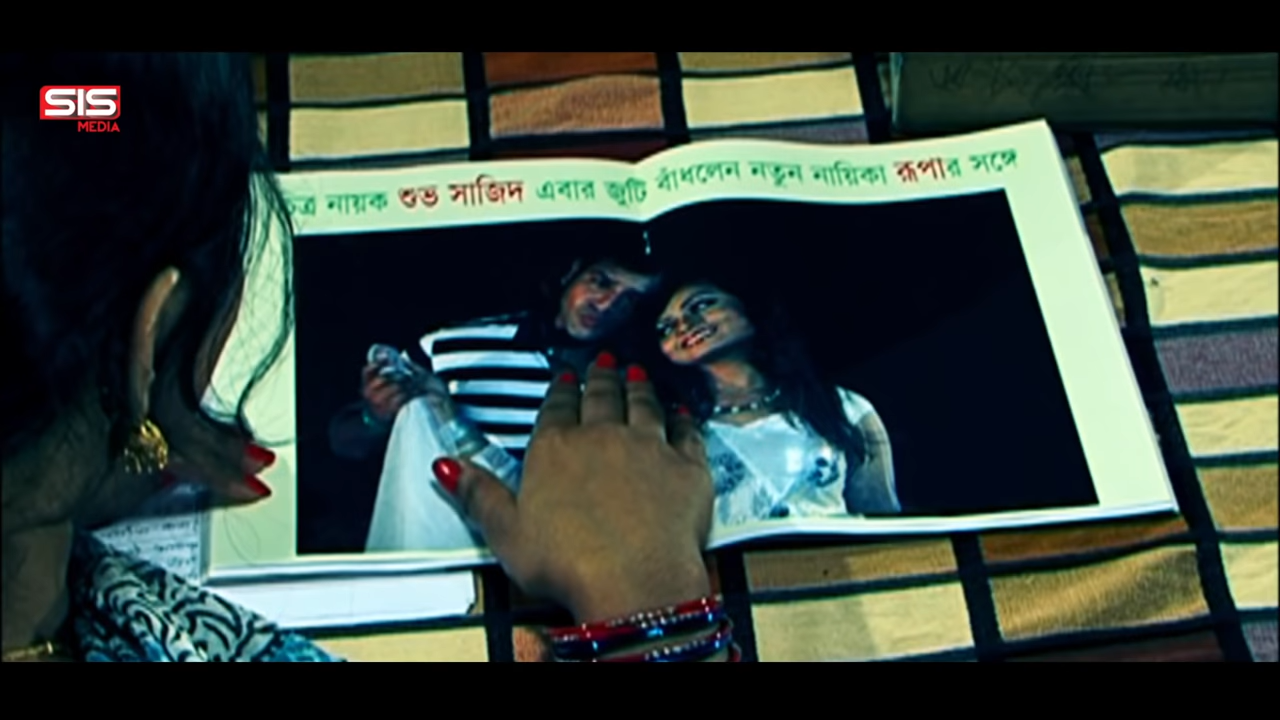 SIS
MEDIA
চিত্র নায়ক শুভ সাজিদ এবার জুটি বাঁধলেন নতুন নায়িকা রূপার সঙ্গে